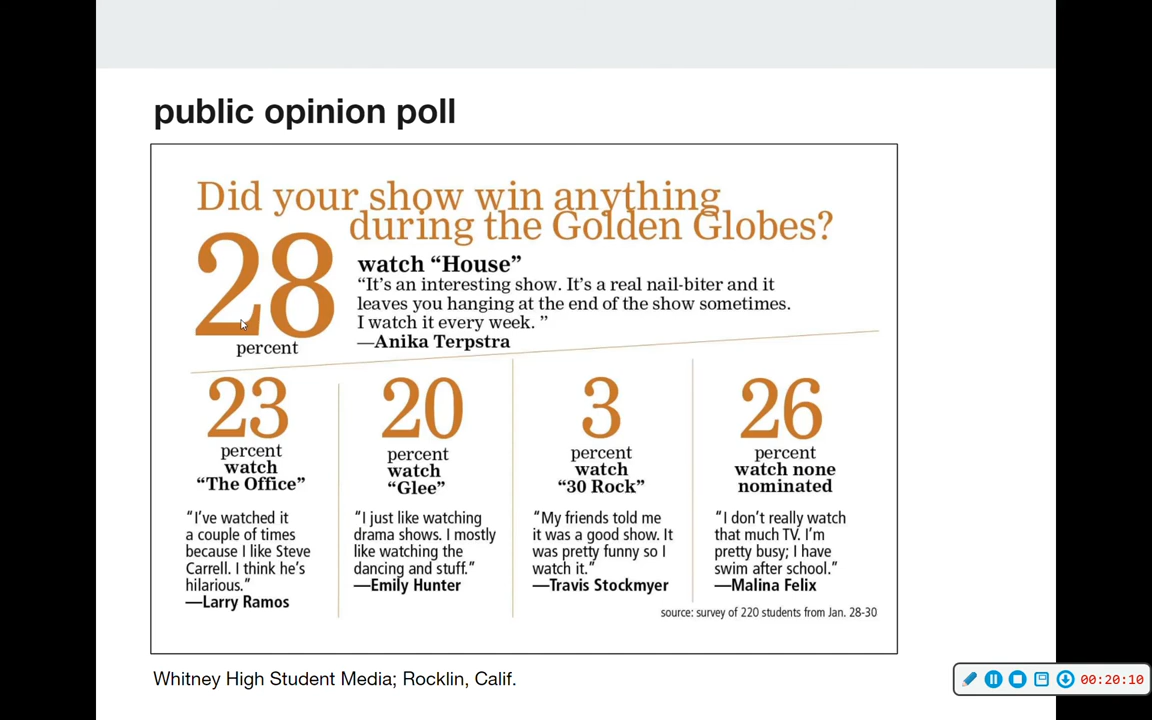 public opinion poll
Did your show win anything
during the Golden Globes?
28
percent
watch “House”
“It’s an interesting show. It’s a real nail-biter and it
leaves you hanging at the end of the show sometimes.
I watch it every week. ”
—Anika Terpstra
23
percent
watch
“The Office”
“I’ve watched it
a couple of times
because I like Steve
Carrell. I think he’s
hilarious.”
—Larry Ramos
20
percent
watch
“Glee”
“I just like watching
drama shows. I mostly
like watching the
dancing and stuff.”
—Emily Hunter
3
percent
watch
“30 Rock”
“My friends told me
it was a good show. It
was pretty funny so I
watch it.”
—Travis Stockmyer
26
percent
watch none
nominated
“I don’t really watch
that much TV. I’m
pretty busy; I have
swim after school.”
—Malina Felix
source: survey of 220 students from Jan. 28-30
Whitney High Student Media; Rocklin, Calif.
00:20:10